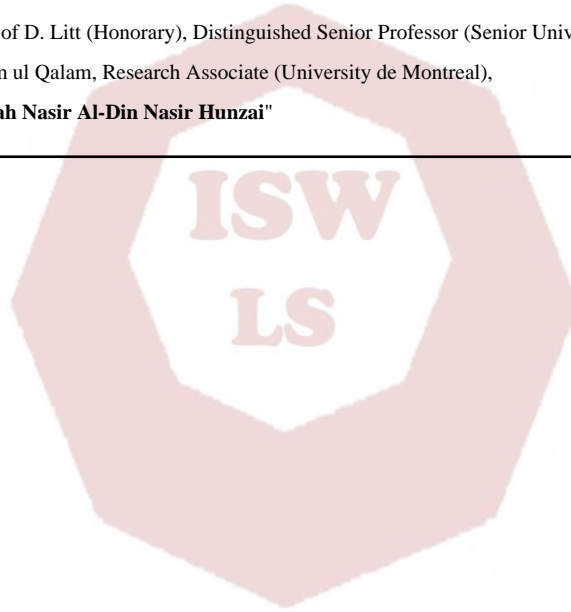 of D. Litt (Honorary), Distinguished Senior Professor (Senior Univ
ul Qalam, Research Associate (University de Montreal),
Nasir Al-Din Nasir Hunzai"
ISW
LS